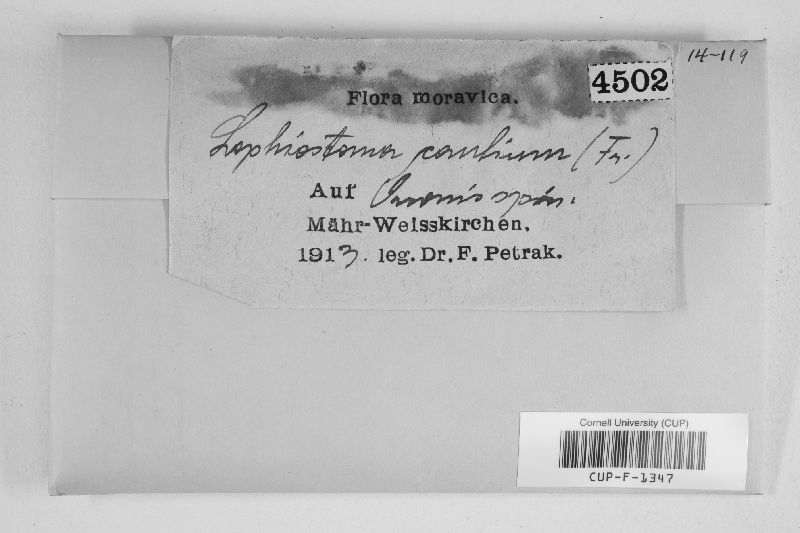 14-119
4502
Flora moravica.
Lophiostoma caulium (Fr.)
Auf Ononis spin.
Mähr-Weisskirchen.
1913. leg. Dr. F. Petrak.
Cornell University (CUP)
CUP-F-1347